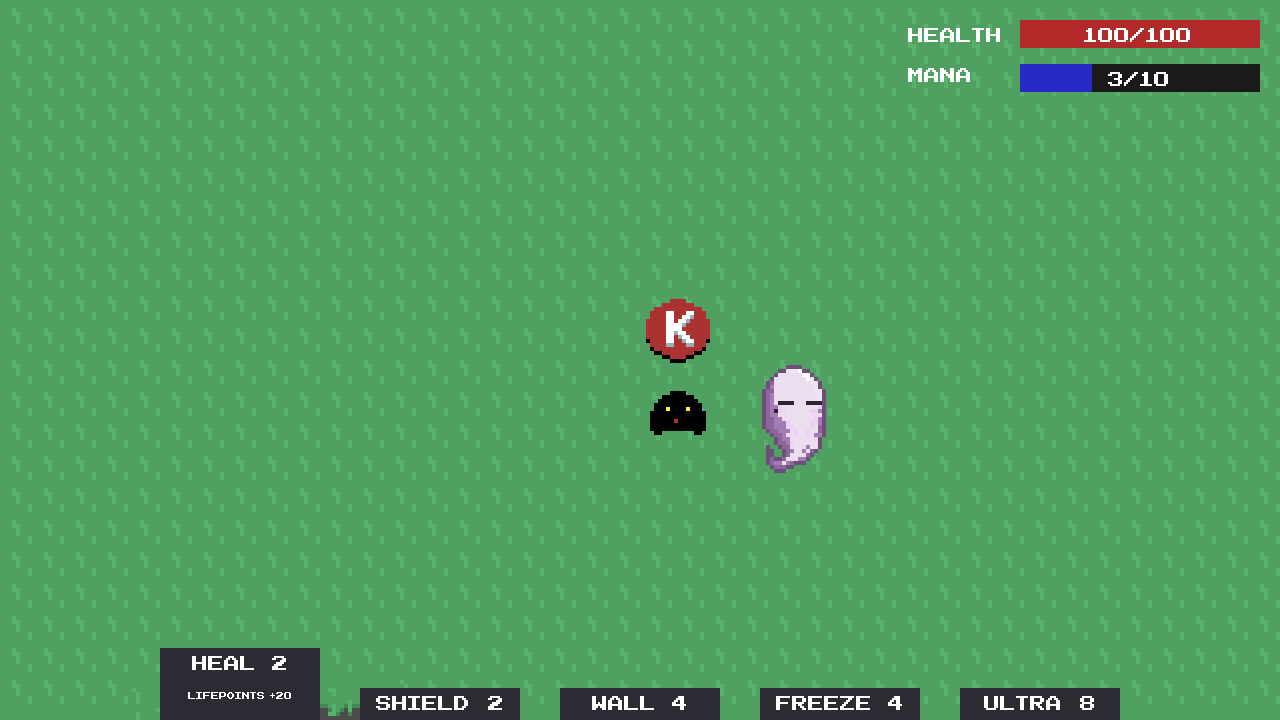 HEALTH 100/100
MANA 3/10
K
HEAL 2
LIFEPOINTS +20
SHIELD 2
WALL 4
FREEZE 4
ULTRA 8